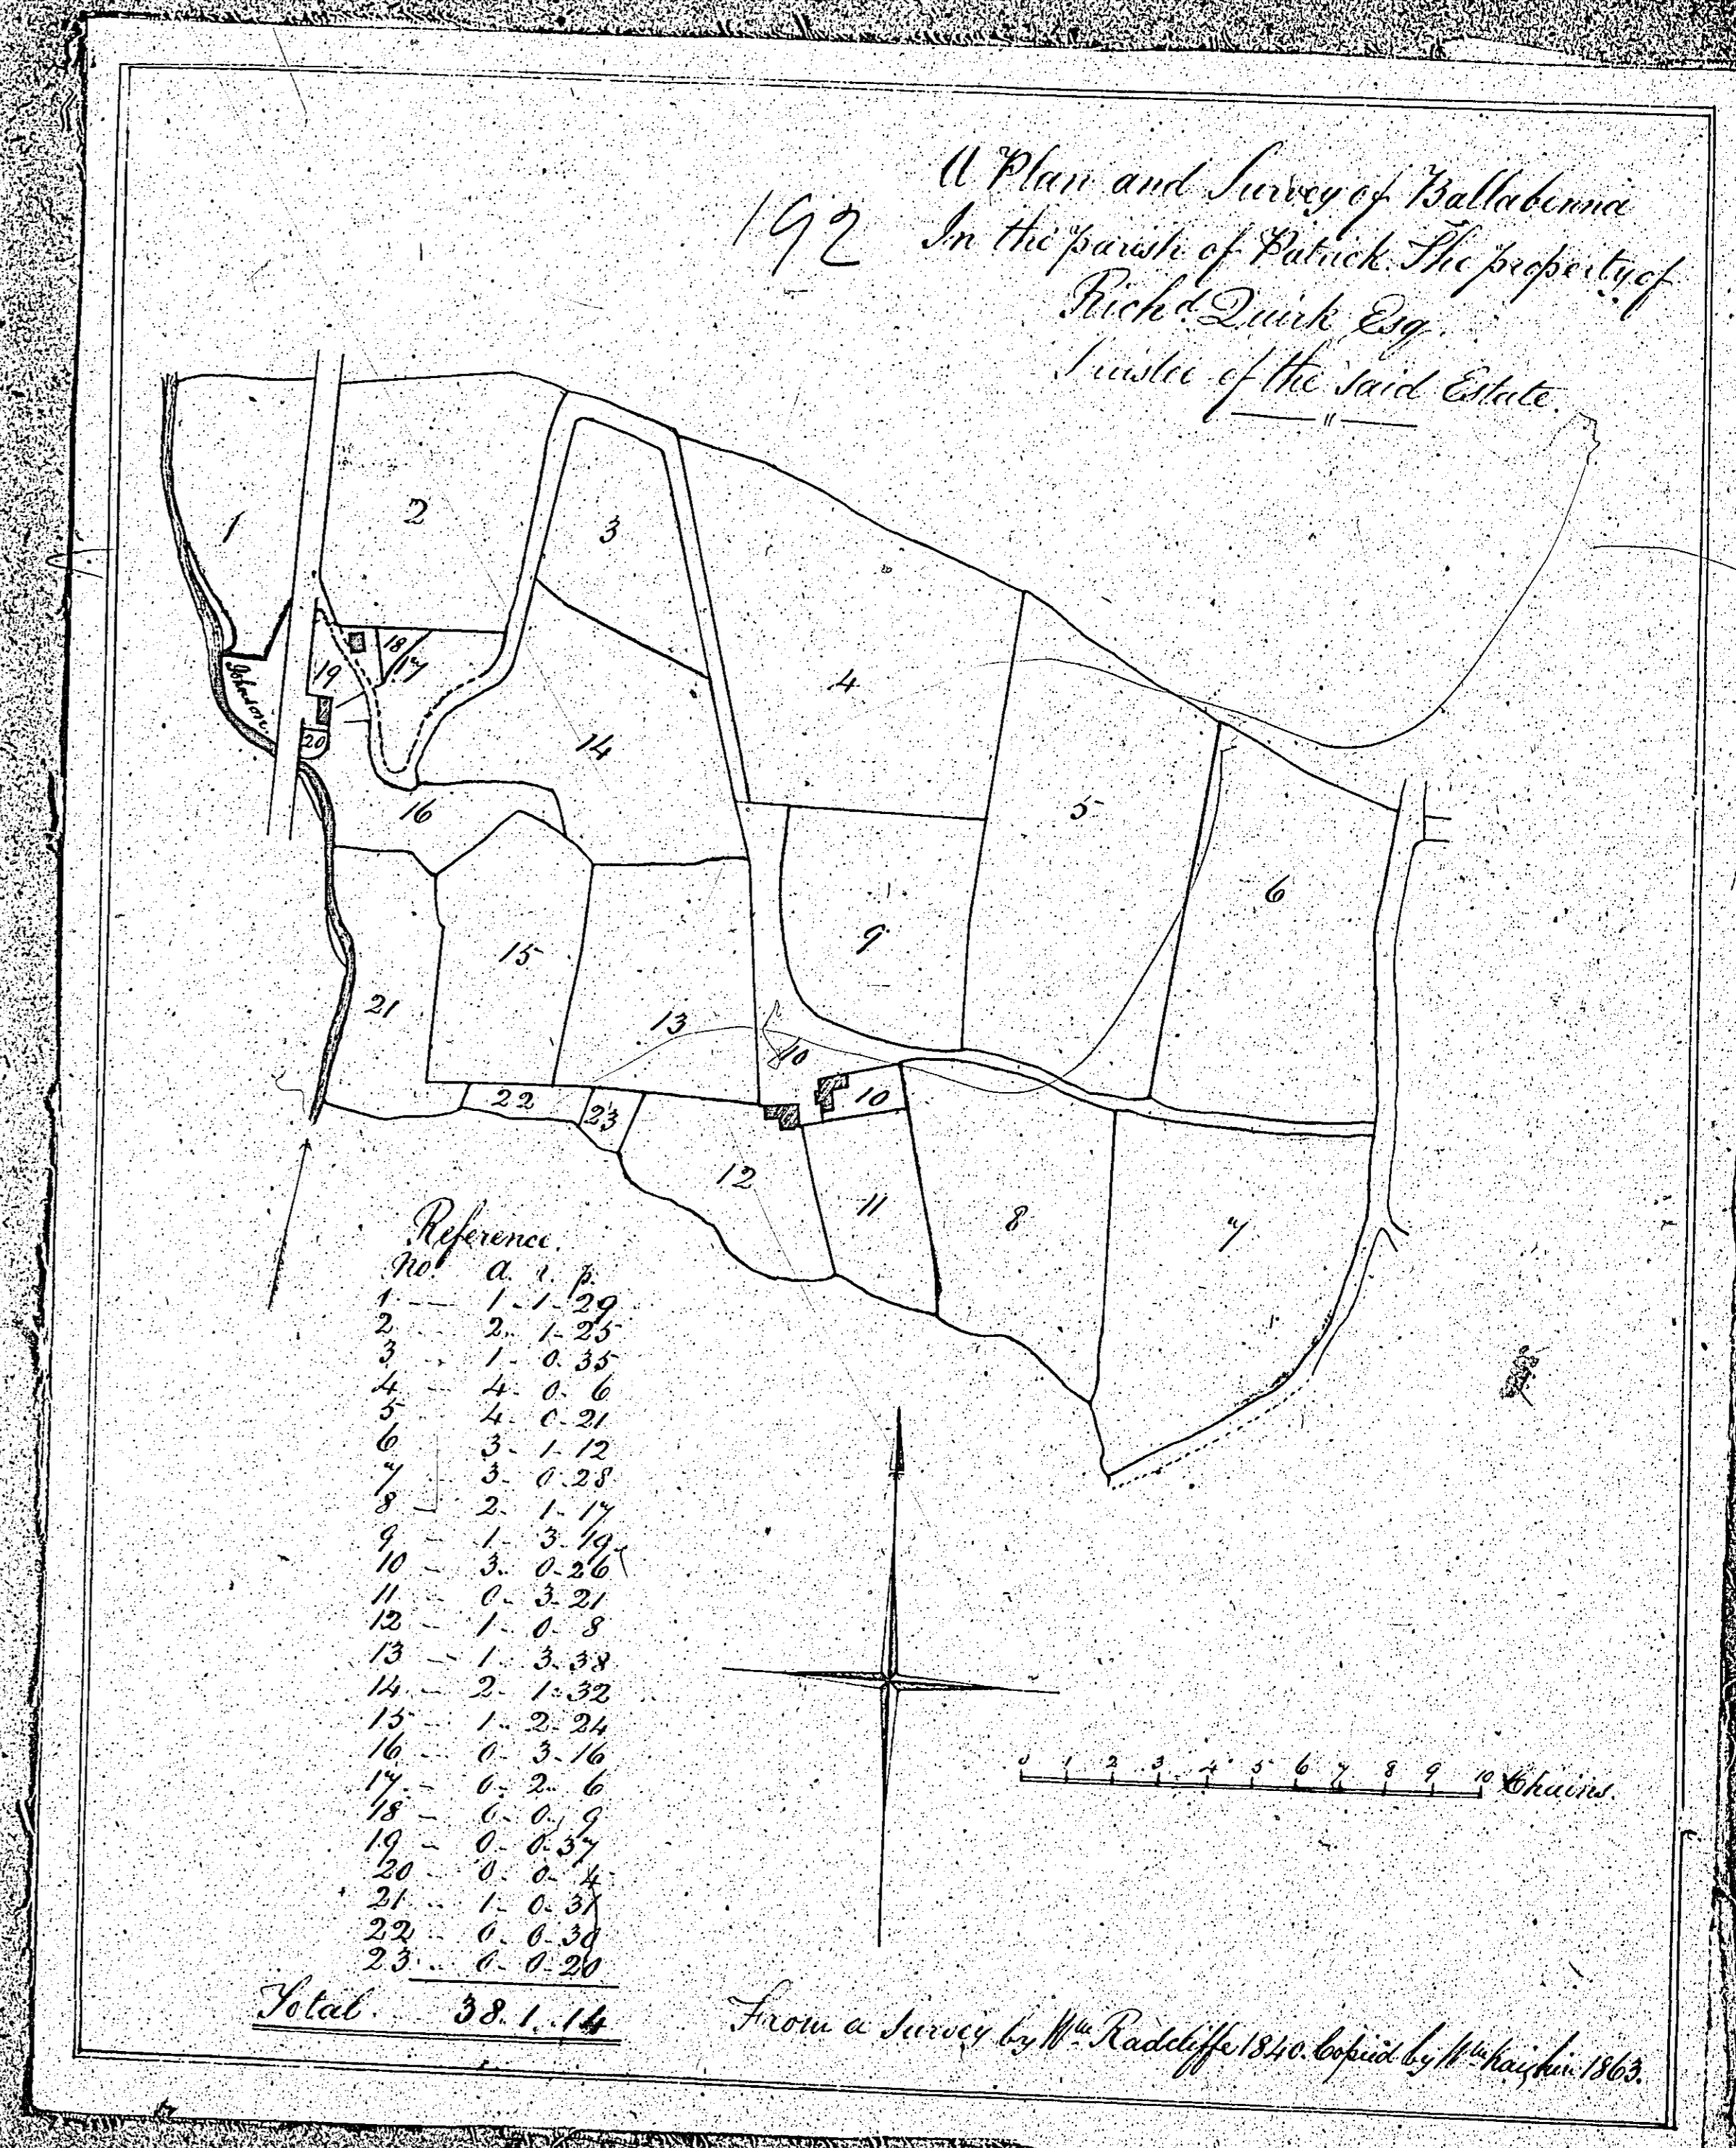 192
A Plan and Survey of Ballabenna
In the parish of Patrick. The property of
Rich.d Quirk Esq.
Trustee of the said Estate.
"
1
2
3
18
17
19
Johnson
20
14
4
16
5
6
9
15
21
13
10
10
22
23
12
11
8
7
Reference.
No. a. r. p.
1 - 1 - 1 - 29
2 - 2 - 1 - 25
3 - 1 - 0 - 35
4 - 4 - 0 - 6
5 - 4 - 0 - 21
6 3 - 1 - 12
7 3 - 0 - 28
8 - 2 - 1 - 17
9 - 1 - 3 - 19
10 - 3 - 0 - 26
11 - 0 - 3 - 21
12 - 1 - 0 - 8
13 - 1 - 3 - 38
14 - 2 - 1 - 32
15 - 1 - 2 - 24
16 - 0 - 3 - 16
17 - 0 - 2 - 6
18 - 0 - 0 - 9
19 - 0 - 0 - 37
20 - 0 - 0 - 4
21 - 1 - 0 - 31
22 - 0 - 0 - 30
23 - 0 - 0 - 20
Total. 38. 1. 14
0 1 2 3 4 5 6 7 8 9 10 Chains.
From a Survey by Wm Radcliffe 1840. Copied by Wm 1863.